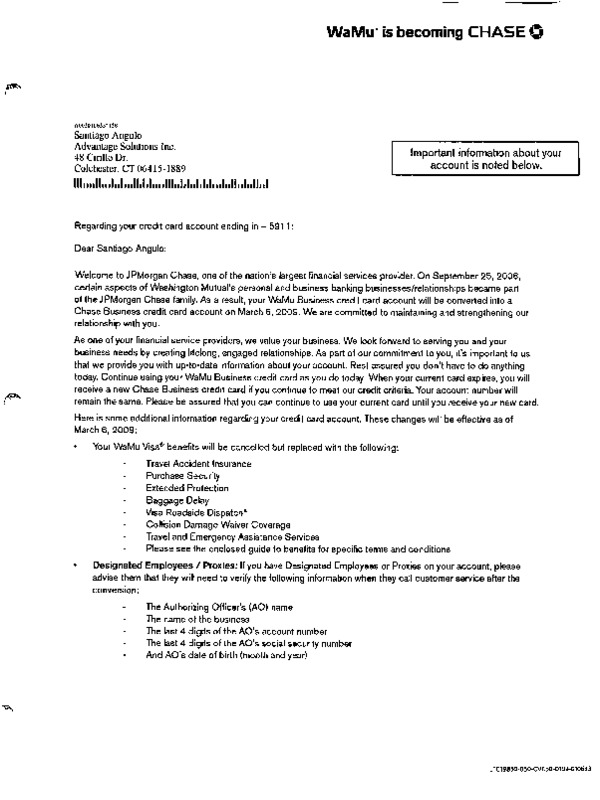 WaMu® is becoming CHASE
Santiago Angulo
Advantage Solutions Inc.
48 Cirillo Dr.
Colchester, CT 06415-1889
Important information about your
account is noted below.
Regarding your credit card account ending in – 5911:
Dear Santiago Angulo:
Welcome to JPMorgan Chase, one of the nation's largest financial services provider. On September 25, 2008,
certain aspects of Washington Mutual's personal and business banking businesses/relationships became part
of the JPMorgan Chase family. As a result, your WaMu Business credit card account will be converted into a
Chase Business credit card account on March 6, 2009. We are committed to maintaining and strengthening our
relationship with you.
As one of your financial service providers, we value your business. We look forward to serving you and your
business needs by creating lifelong, engaged relationships. As part of our commitment to you, it's important to us
that we provide you with up-to-date information about your account. Rest assured you don't have to do anything
today. Continue using your WaMu Business credit card as you do today. When your current card expires, you will
receive a new Chase Business credit card if you continue to meet our credit criteria. Your account number will
remain the same. Please be assured that you can continue to use your current card until you receive your new card.
Here is some additional information regarding your credit card account. These changes will be effective as of
March 6, 2009:
• Your WaMu Visa® benefits will be cancelled but replaced with the following:
- Travel Accident Insurance
- Purchase Security
- Extended Protection
- Baggage Delay
- Visa Roadside Dispatch®
- Collision Damage Waiver Coverage
- Travel and Emergency Assistance Services
- Please see the enclosed guide to benefits for specific terms and conditions
• Designated Employees / Proxies: If you have Designated Employees or Proxies on your account, please
advise them that they will need to verify the following information when they call customer service after the
conversion:
- The Authorizing Officer's (AO) name
- The name of the business
- The last 4 digits of the AO's account number
- The last 4 digits of the AO's social security number
• And AO's date of birth (month and year)